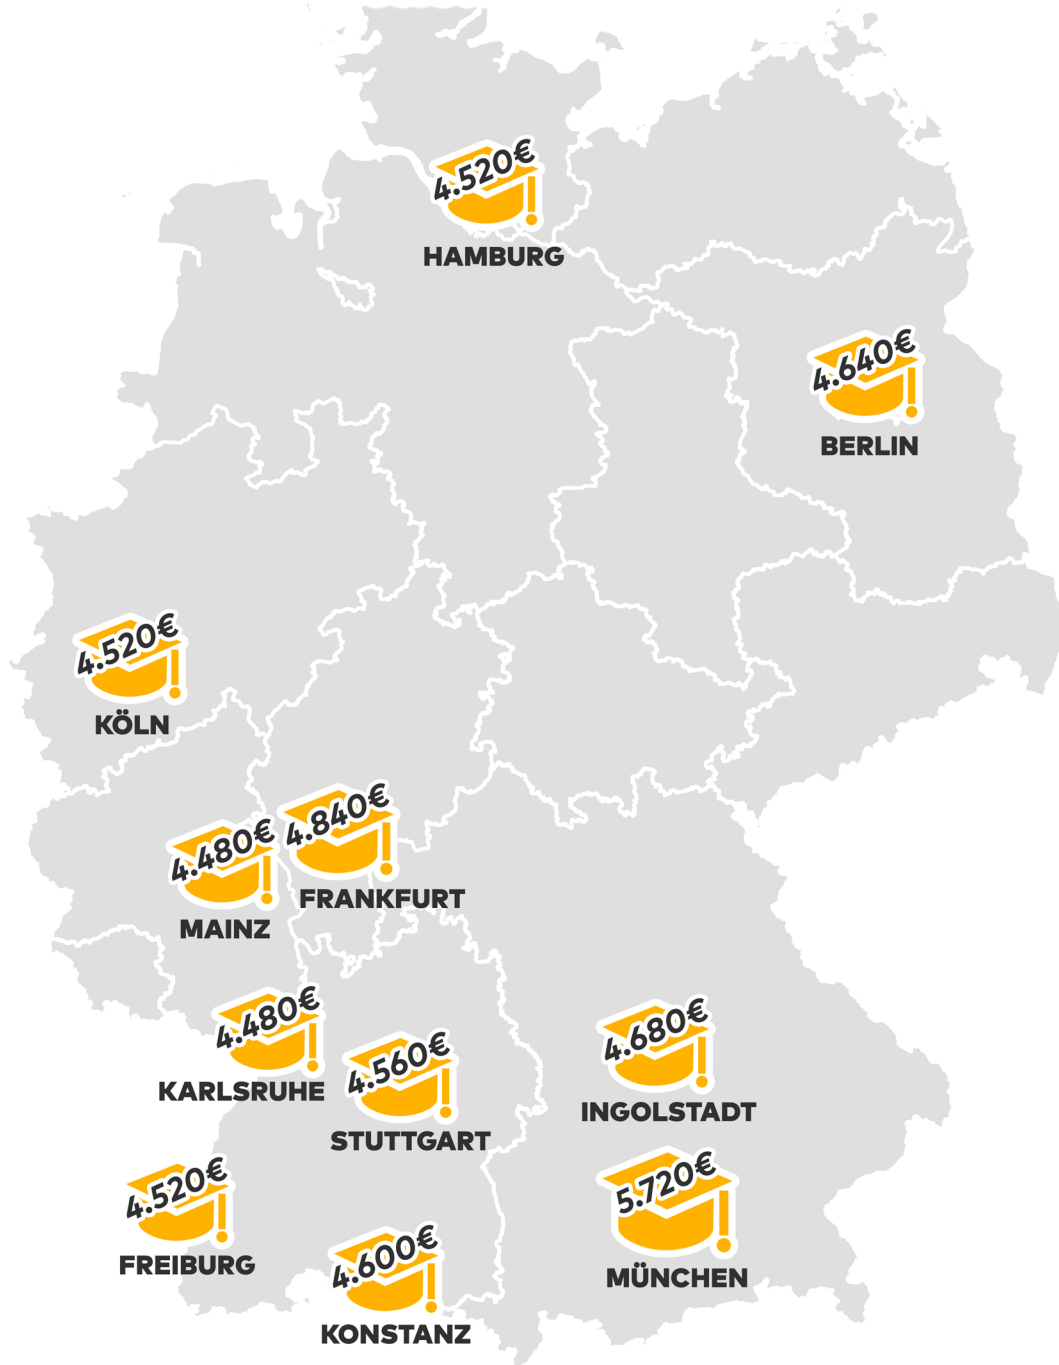 4.520€
HAMBURG
4.640€
BERLIN
4.520€
KÖLN
4.840€
FRANKFURT
4.480€
MAINZ
4.480€
KARLSRUHE
4.560€
STUTTGART
4.680€
INGOLSTADT
4.520€
FREIBURG
5.720€
MÜNCHEN
4.600€
KONSTANZ